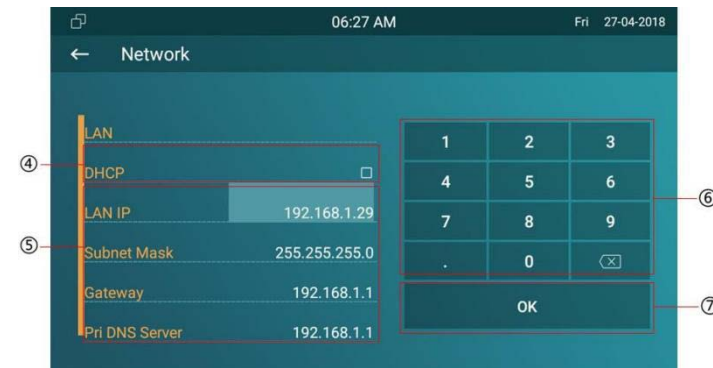 06:27 AM Fri 27-04-2018
← Network
LAN
④ DHCP
LAN IP 192.168.1.29
⑤ Subnet Mask 255.255.255.0
Gateway 192.168.1.1
Pri DNS Server 192.168.1.1
1 2 3
4 5 6
⑥
7 8 9
. 0
OK ⑦